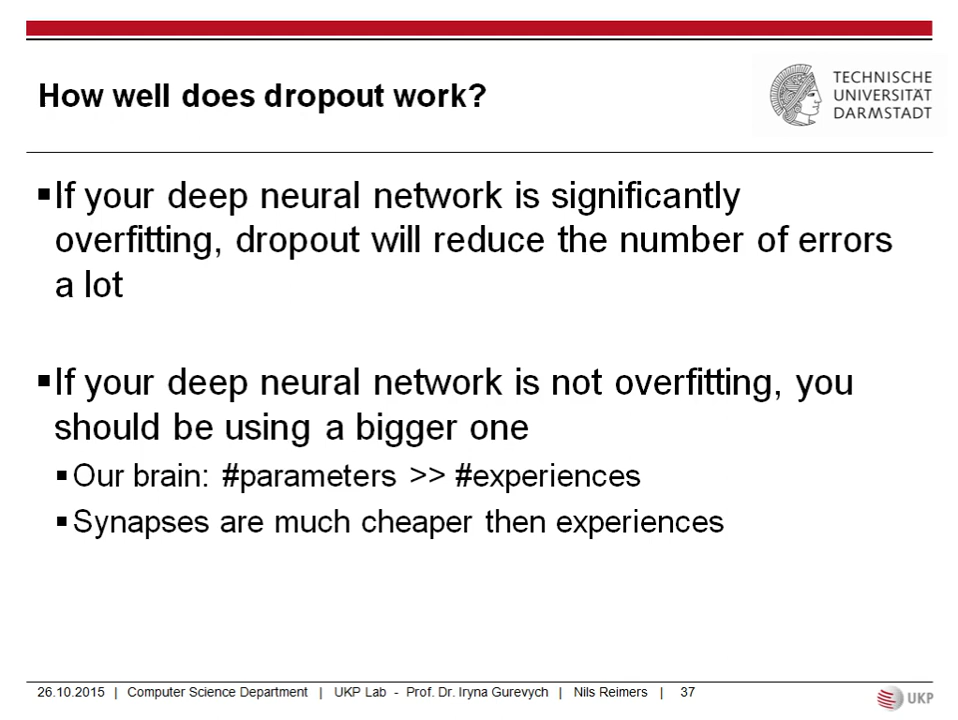 How well does dropout work?
TECHNISCHE
UNIVERSITÄT
DARMSTADT
▪If your deep neural network is significantly
overfitting, dropout will reduce the number of errors
a lot
▪If your deep neural network is not overfitting, you
should be using a bigger one
▪Our brain: #parameters >> #experiences
▪Synapses are much cheaper then experiences
26.10.2015 | Computer Science Department | UKP Lab - Prof. Dr. Iryna Gurevych | Nils Reimers | 37
UKP